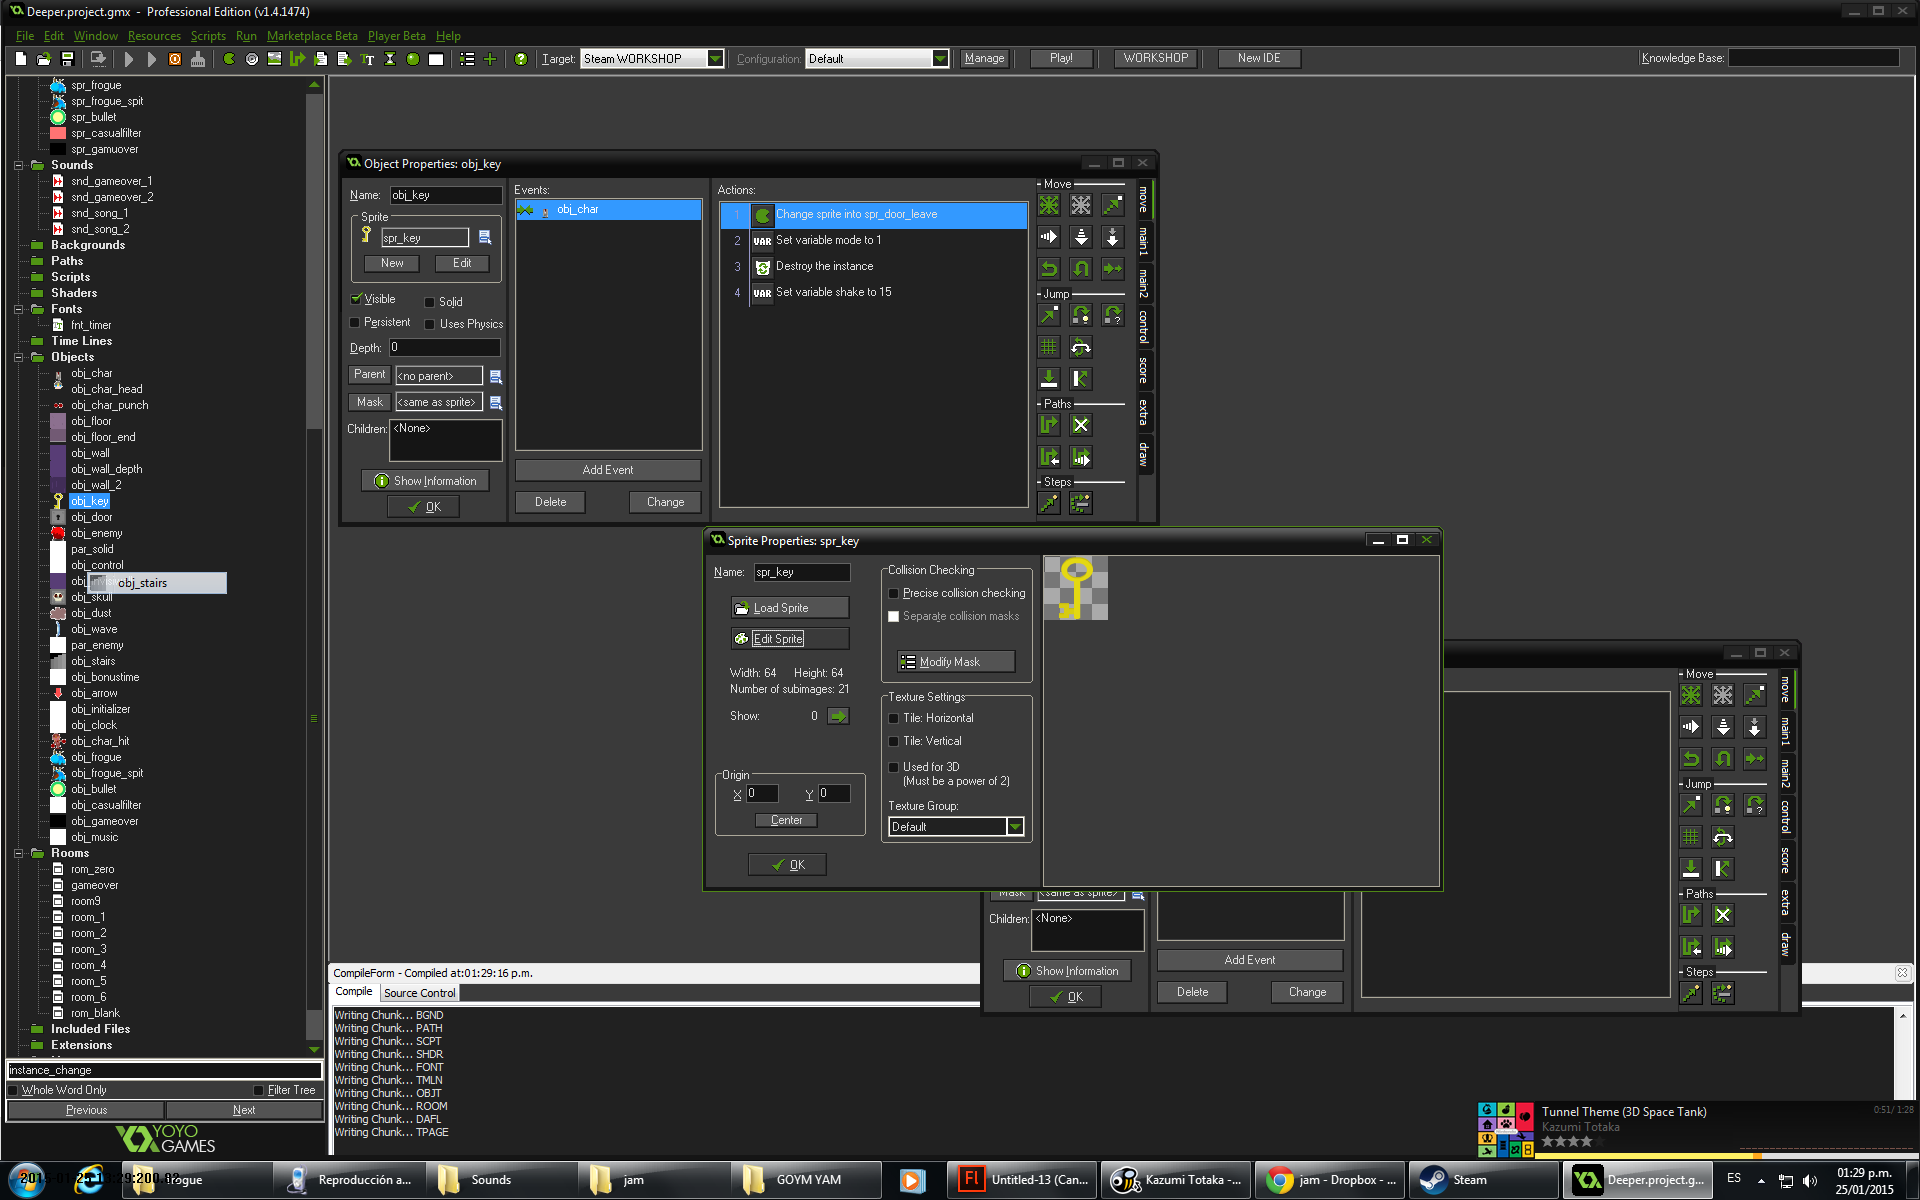 Deeper.project.gmx - Professional Edition (v1.4.1474)
File Edit Window Resources Scripts Run Marketplace Beta Player Beta Help
Target: Steam WORKSHOP Configuration: Default Manage Play! WORKSHOP New IDE Knowledge Base:
spr_frogue
spr_frogue_spit
spr_bullet
spr_casualfilter
spr_gamuover
Sounds
snd_gameover_1
snd_gameover_2
snd_song_1
snd_song_2
Backgrounds
Paths
Scripts
Shaders
Fonts
fnt_timer
Time Lines
Objects
obj_char
obj_char_head
obj_char_punch
obj_floor
obj_floor_end
obj_wall
obj_wall_depth
obj_wall_2
obj_key
obj_door
obj_enemy
par_solid
obj_control
obj_stairs
obj_skull
obj_dust
obj_wave
par_enemy
obj_stairs
obj_bonustime
obj_arrow
obj_initializer
obj_clock
obj_char_hit
obj_frogue
obj_frogue_spit
obj_bullet
obj_casualfilter
obj_gameover
obj_music
Rooms
rom_zero
gameover
room9
room_1
room_2
room_3
room_4
room_5
room_6
rom_blank
Included Files
Extensions
instance_change
Whole Word Only Filter Tree
Previous Next
YOYO
GAMES
Object Properties: obj_key
Name: obj_key
Sprite
spr_key
New Edit
Visible Solid
Persistent Uses Physics
Depth: 0
Parent <no parent>
Mask <same as sprite>
Children: <None>
Show Information
OK
Events:
obj_char
Add Event
Delete Change
Actions:
1 Change sprite into spr_door_leave
2 VAR Set variable mode to 1
3 Destroy the instance
4 VAR Set variable shake to 15
Move
Jump
Paths
Steps
move
main1
main2
control
score
extra
draw
Sprite Properties: spr_key
Name: spr_key
Load Sprite
Edit Sprite
Width: 64 Height: 64
Number of subimages: 21
Show: 0
Origin
X 0 Y 0
Center
OK
Collision Checking
Precise collision checking
Separate collision masks
Modify Mask
Texture Settings
Tile: Horizontal
Tile: Vertical
Used for 3D
(Must be a power of 2)
Texture Group:
Default
Mask <same as sprite>
Children: <None>
Show Information
OK
Add Event
Delete Change
Move
Jump
Paths
Steps
move
main1
main2
control
score
extra
draw
CompileForm - Compiled at:01:29:16 p.m.
Compile Source Control
Writing Chunk... BGND
Writing Chunk... PATH
Writing Chunk... SCPT
Writing Chunk... SHDR
Writing Chunk... FONT
Writing Chunk... TMLN
Writing Chunk... OBJT
Writing Chunk... ROOM
Writing Chunk... DAFL
Writing Chunk... TPAGE
Tunnel Theme (3D Space Tank) 0:51/ 1:28
Kazumi Totaka
Reproducción a... Sounds jam GOYM YAM Untitled-13 (Can... Kazumi Totaka -... jam - Dropbox - ... Steam Deeper.project.g... ES 01:29 p.m.
25/01/2015